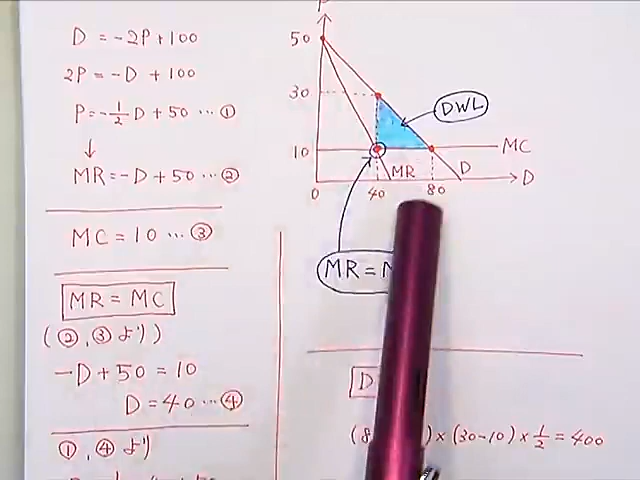 D = -2P + 100
2P = -D + 100
P = -1/2 D + 50 … ①
↓
MR = -D + 50 … ②
MC = 10 … ③
MR = MC
(②, ③ より)
-D + 50 = 10
D = 40 … ④
①, ④ より
P
50
30
10
0
40
80
DWL
MC
MR
D
D
MR =
D
(8
) × (30-10) × 1/2 = 400